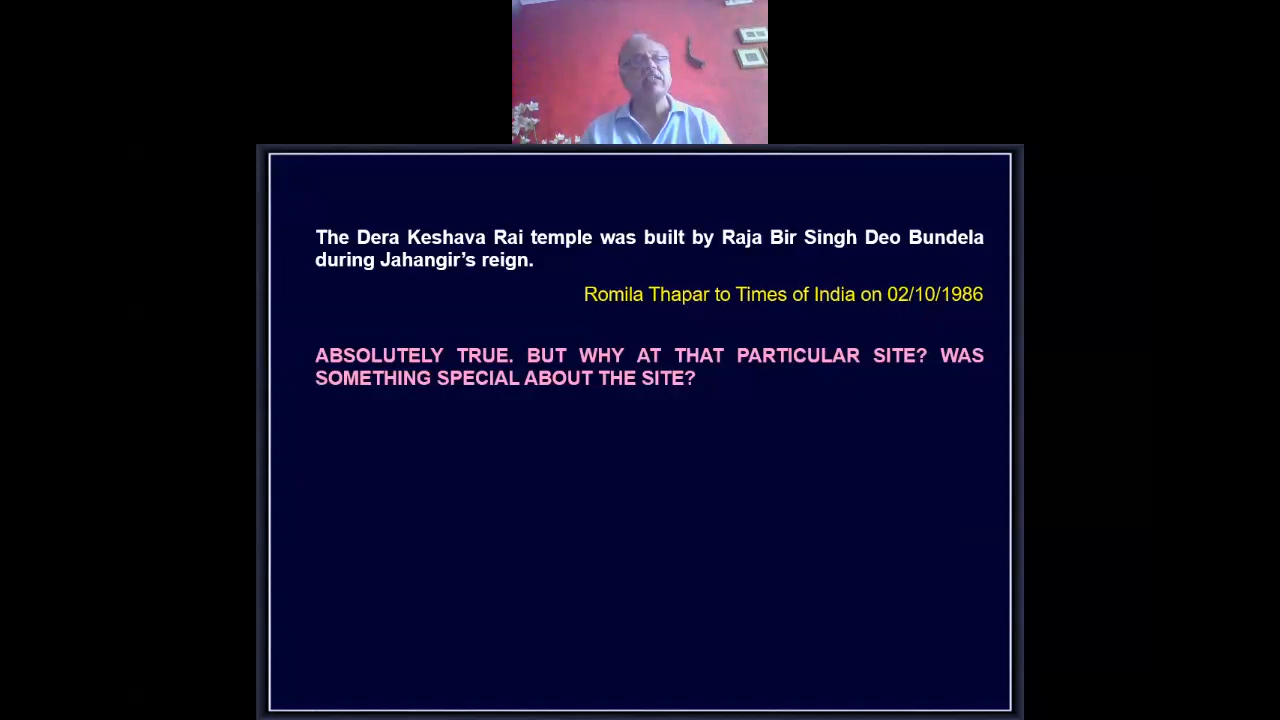 The Dera Keshava Rai temple was built by Raja Bir Singh Deo Bundela
during Jahangir’s reign.
Romila Thapar to Times of India on 02/10/1986
ABSOLUTELY TRUE. BUT WHY AT THAT PARTICULAR SITE? WAS
SOMETHING SPECIAL ABOUT THE SITE?